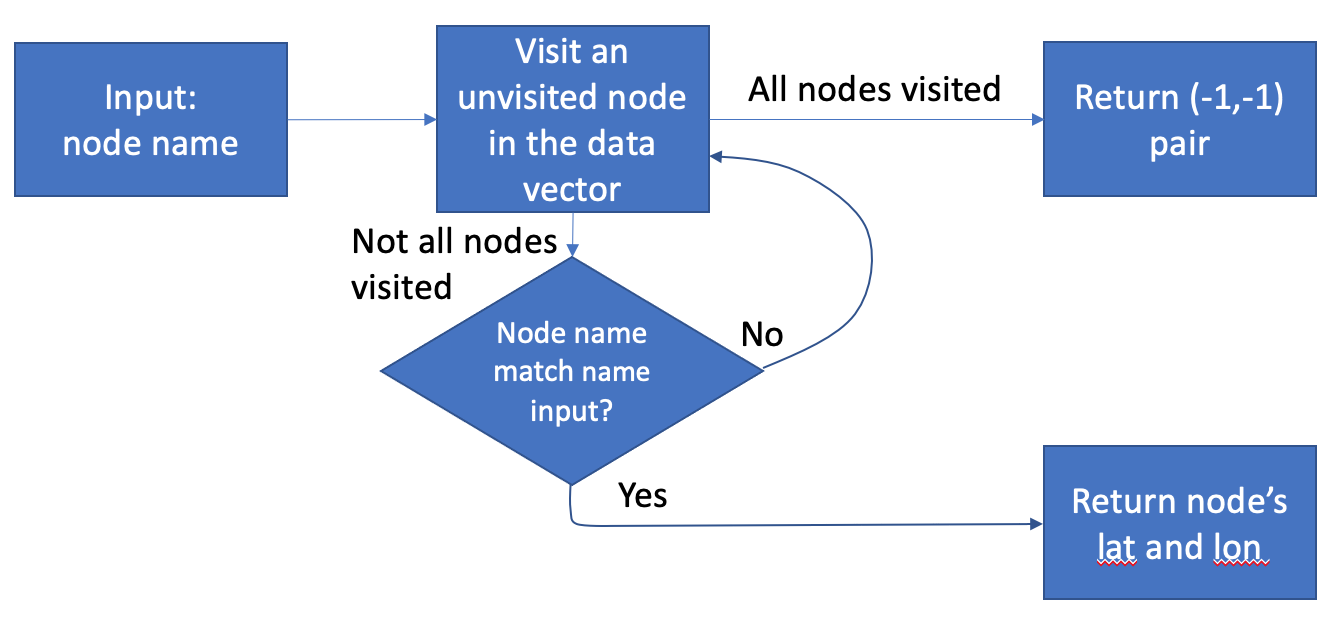 Input:
node name
Visit an
unvisited node
in the data
vector
All nodes visited
Return (-1,-1)
pair
Not all nodes
visited
Node name
match name
input?
No
Yes
Return node’s
lat and lon